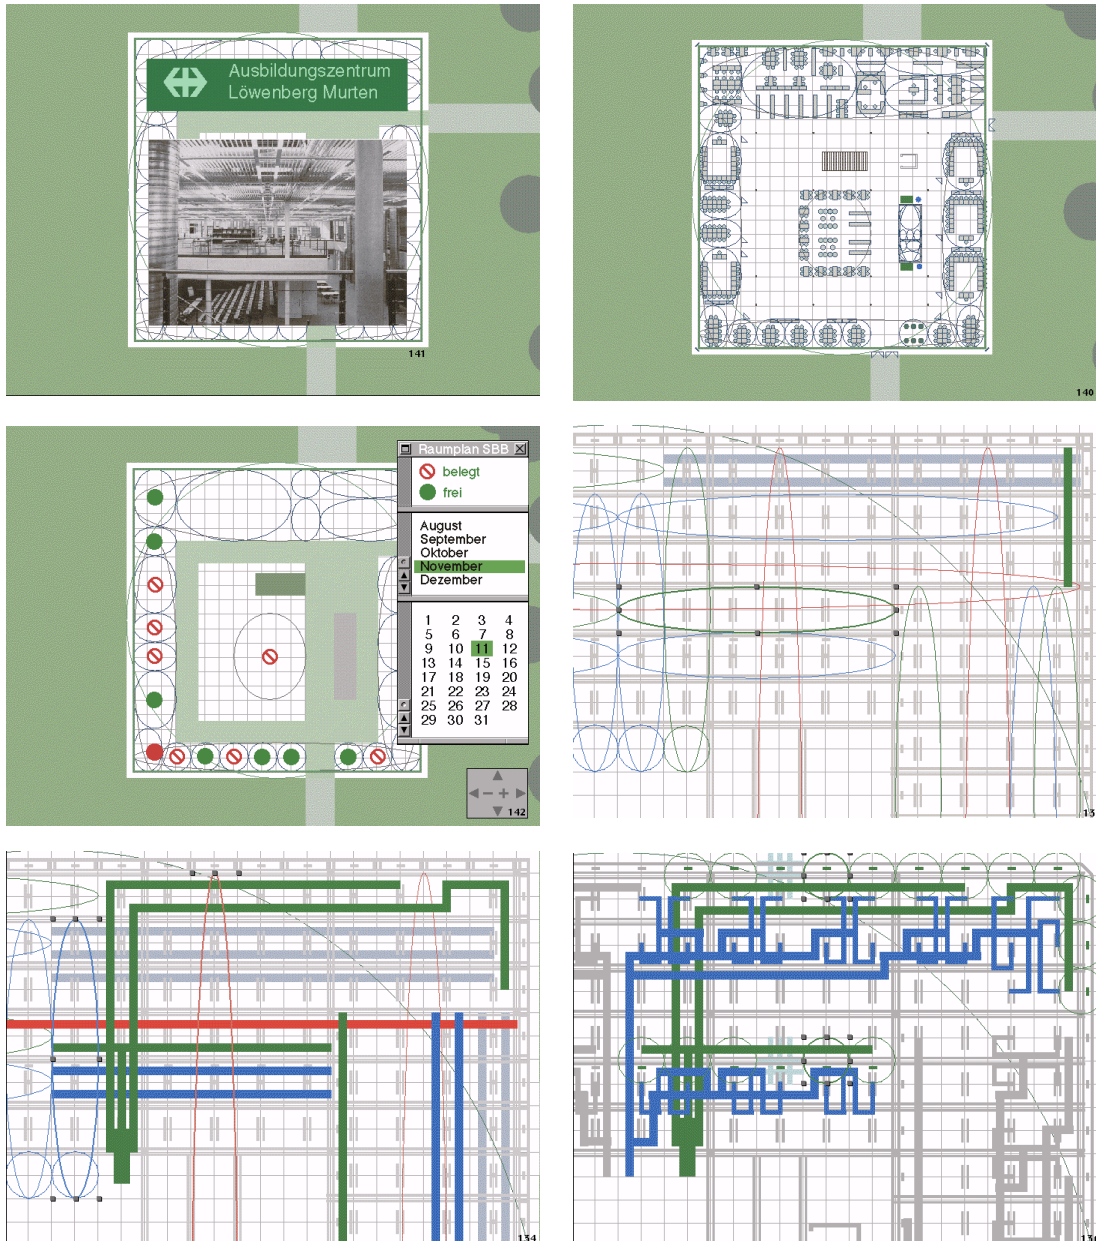 Ausbildungszentrum
Löwenberg Murten
141
140
Raumplan SBB
belegt
frei
August
September
Oktober
November
Dezember
1 2 3 4
5 6 7 8
9 10 11 12
13 14 15 16
17 18 19 20
21 22 23 24
25 26 27 28
29 30 31
142
134